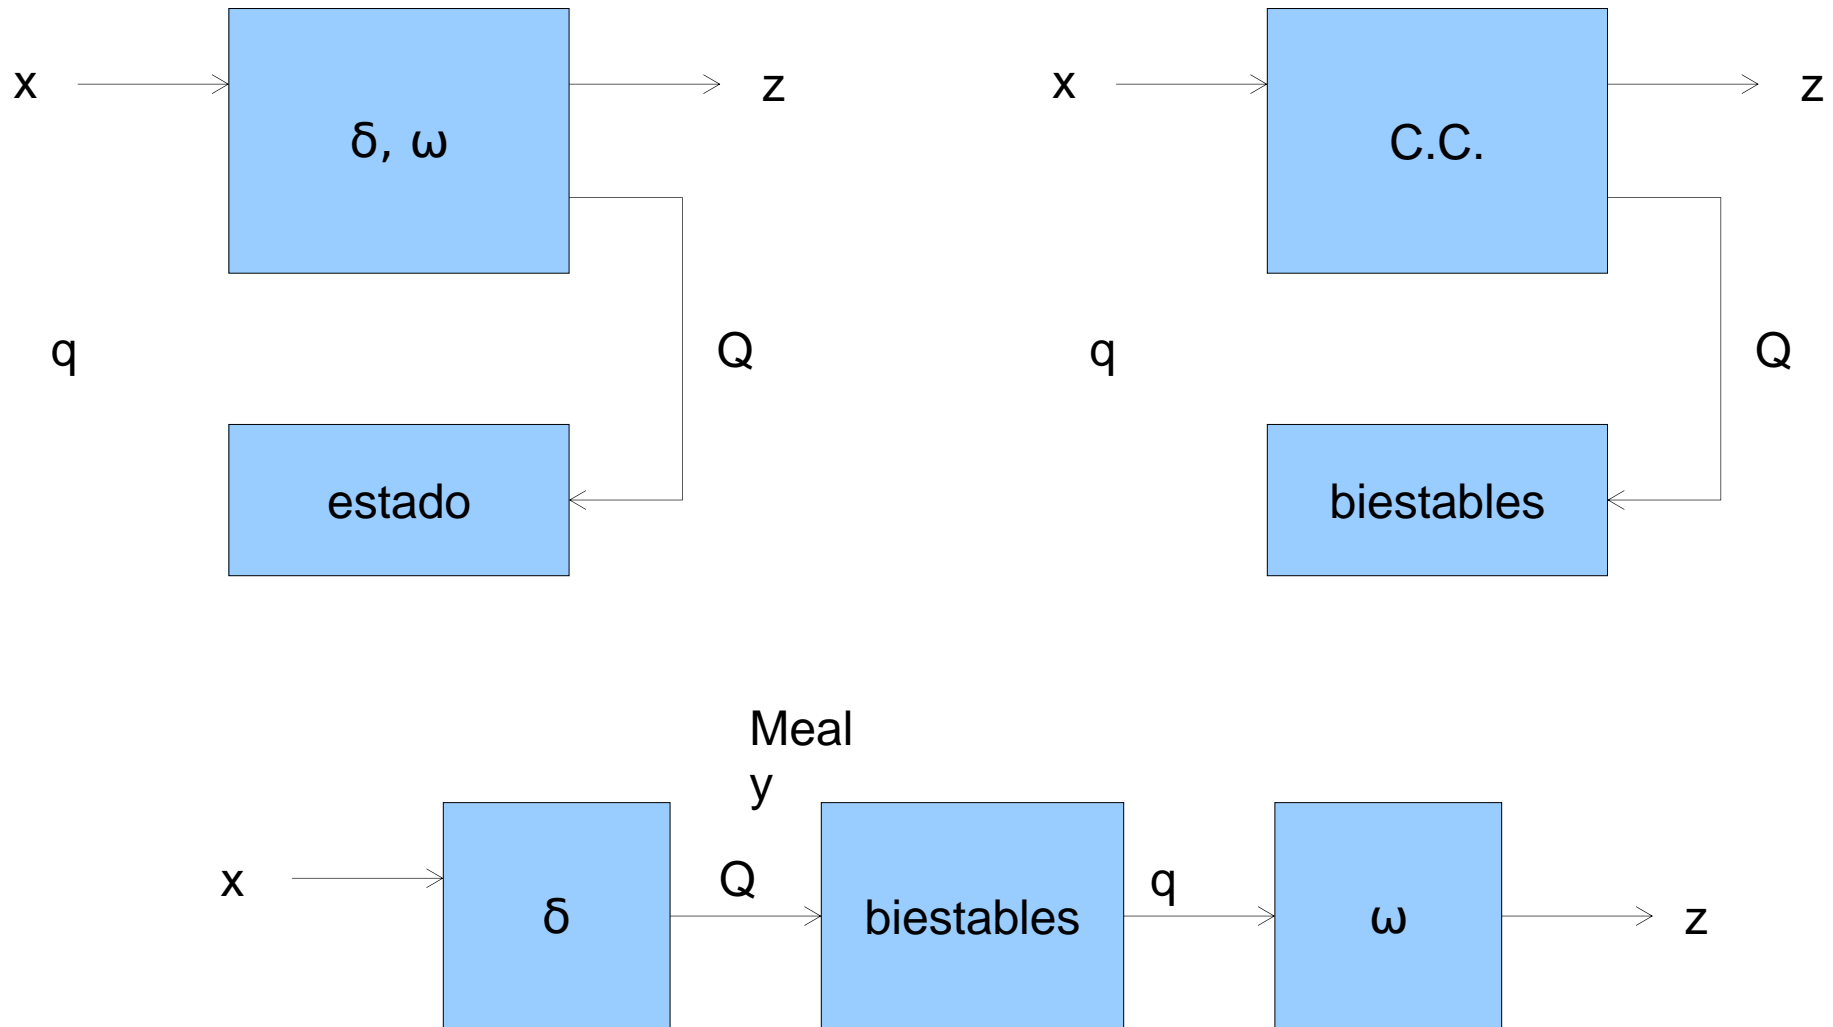 x
δ, ω
z
q
Q
estado
x
C.C.
z
q
Q
biestables
Meal
y
x
δ
Q
biestables
q
ω
z